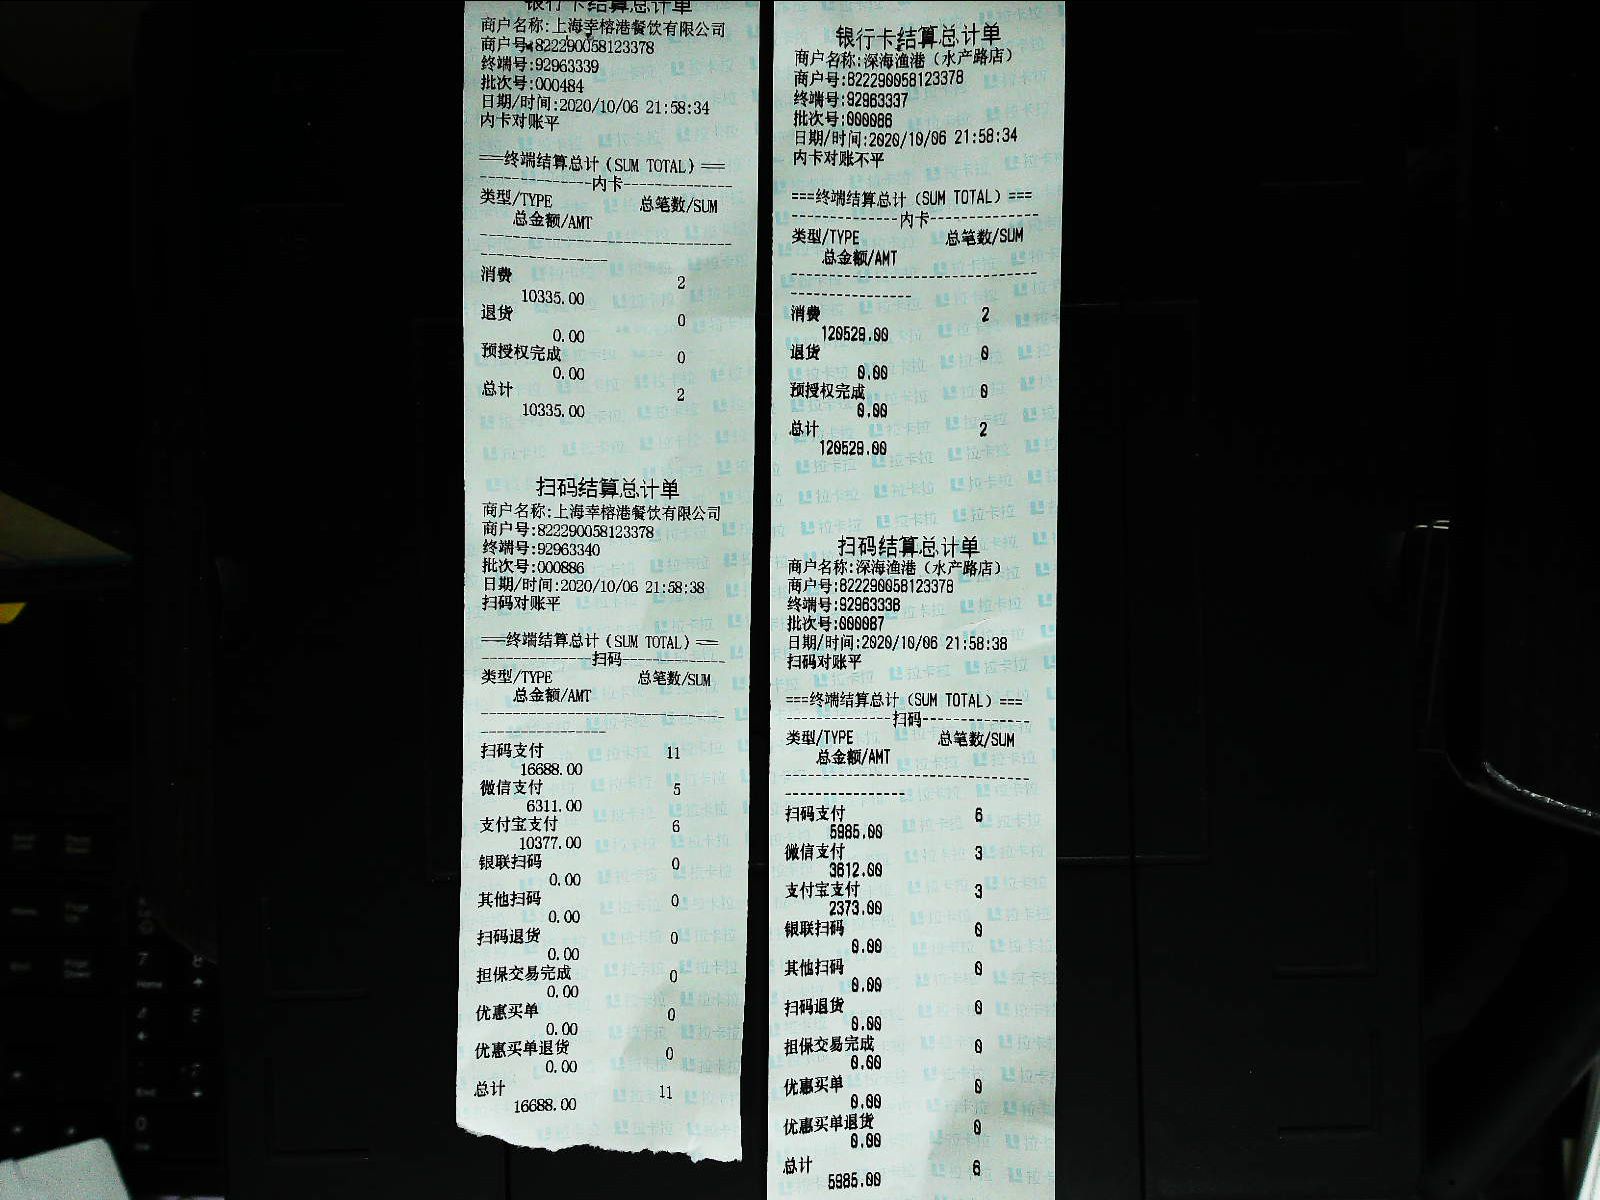 银行卡结算总计单
商户名称:上海幸榕港餐饮有限公司
商户号:822290058123378
终端号:92963339
批次号:000484
日期/时间:2020/10/06 21:58:34
内卡对账平
===终端结算总计(SUM TOTAL)===
--------------内卡--------------
类型/TYPE 总笔数/SUM
总金额/AMT
消费 2
10335.00
退货 0
0.00
预授权完成 0
0.00
总计 2
10335.00
扫码结算总计单
商户名称:上海幸榕港餐饮有限公司
商户号:822290058123378
终端号:92963340
批次号:000886
日期/时间:2020/10/06 21:58:38
扫码对账平
===终端结算总计(SUM TOTAL)===
--------------扫码--------------
类型/TYPE 总笔数/SUM
总金额/AMT
扫码支付 11
16688.00
微信支付 5
6311.00
支付宝支付 6
10377.00
银联扫码 0
0.00
其他扫码 0
0.00
扫码退货 0
0.00
担保交易完成 0
0.00
优惠买单 0
0.00
优惠买单退货 0
0.00
总计 11
16688.00
银行卡结算总计单
商户名称:深海渔港(水产路店)
商户号:822290058123378
终端号:92963337
批次号:000086
日期/时间:2020/10/06 21:58:34
内卡对账不平
===终端结算总计(SUM TOTAL)===
--------------内卡--------------
类型/TYPE 总笔数/SUM
总金额/AMT
消费 2
120529.00
退货 0
0.00
预授权完成 0
0.00
总计 2
120529.00
扫码结算总计单
商户名称:深海渔港(水产路店)
商户号:822290058123378
终端号:92963338
批次号:000087
日期/时间:2020/10/06 21:58:38
扫码对账平
===终端结算总计(SUM TOTAL)===
--------------扫码--------------
类型/TYPE 总笔数/SUM
总金额/AMT
扫码支付 6
5985.00
微信支付 3
3612.00
支付宝支付 3
2373.00
银联扫码 0
0.00
其他扫码 0
0.00
扫码退货 0
0.00
担保交易完成 0
0.00
优惠买单 0
0.00
优惠买单退货 0
0.00
总计 6
5985.00